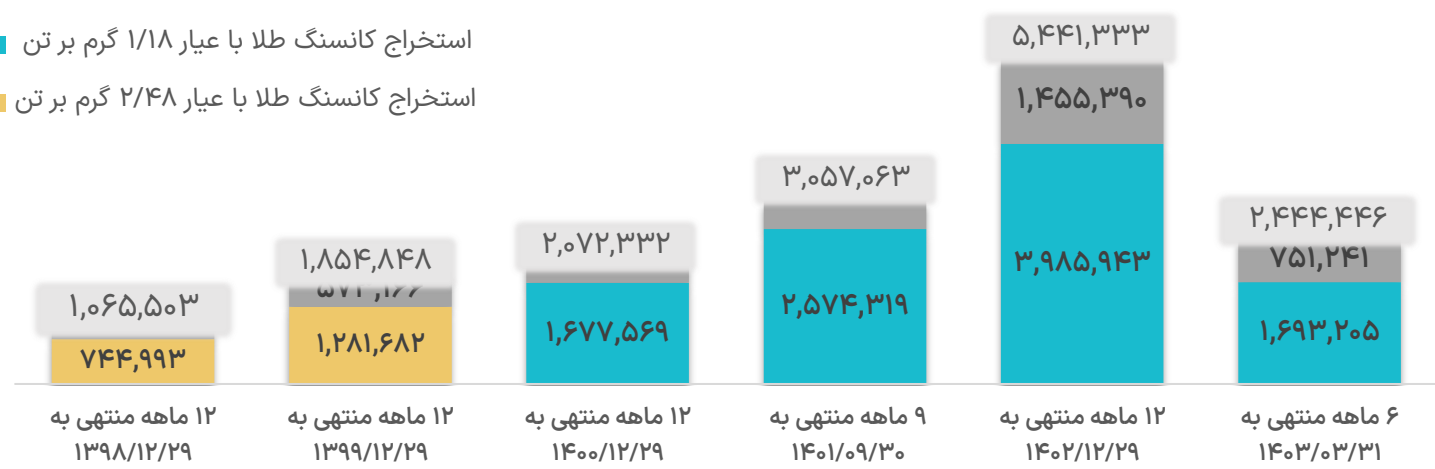 استخراج کانسنگ طلا با عیار ۱/۱۸ گرم بر تن
استخراج کانسنگ طلا با عیار ۲/۴۸ گرم بر تن
۱,۰۶۵,۵۰۳
۷۴۴,۹۹۳
۱۲ ماهه منتهی به
۱۳۹۸/۱۲/۲۹
۱,۸۵۴,۸۴۸
۱,۲۸۱,۶۸۲
۱۲ ماهه منتهی به
۱۳۹۹/۱۲/۲۹
۲,۰۷۲,۳۳۲
۱,۶۷۷,۵۶۹
۱۲ ماهه منتهی به
۱۴۰۰/۱۲/۲۹
۳,۰۵۷,۰۶۳
۲,۵۷۴,۳۱۹
۹ ماهه منتهی به
۱۴۰۱/۰۹/۳۰
۵,۴۴۱,۳۳۳
۱,۴۵۵,۳۹۰
۳,۹۸۵,۹۴۳
۱۲ ماهه منتهی به
۱۴۰۲/۱۲/۲۹
۲,۴۴۴,۴۴۶
۷۵۱,۲۴۱
۱,۶۹۳,۲۰۵
۶ ماهه منتهی به
۱۴۰۳/۰۳/۳۱